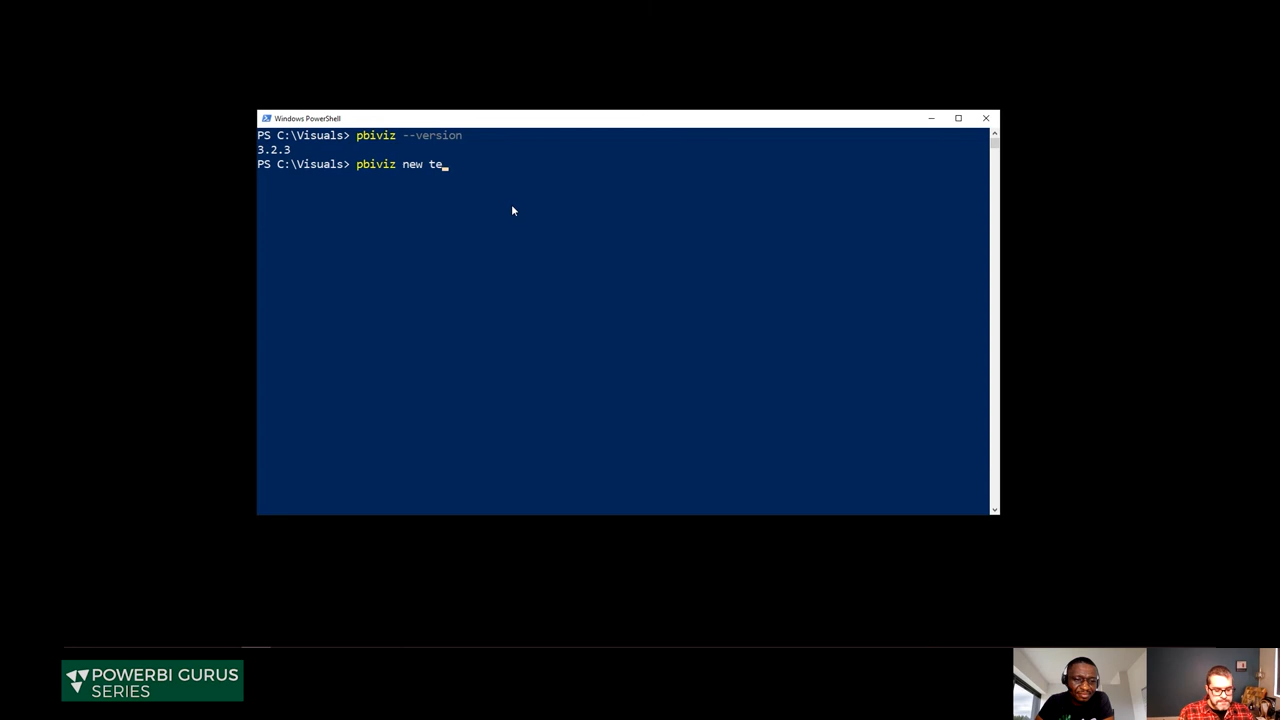 Windows PowerShell
PS C:\Visuals> pbiviz --version
3.2.3
PS C:\Visuals> pbiviz new te
POWERBI GURUS
SERIES